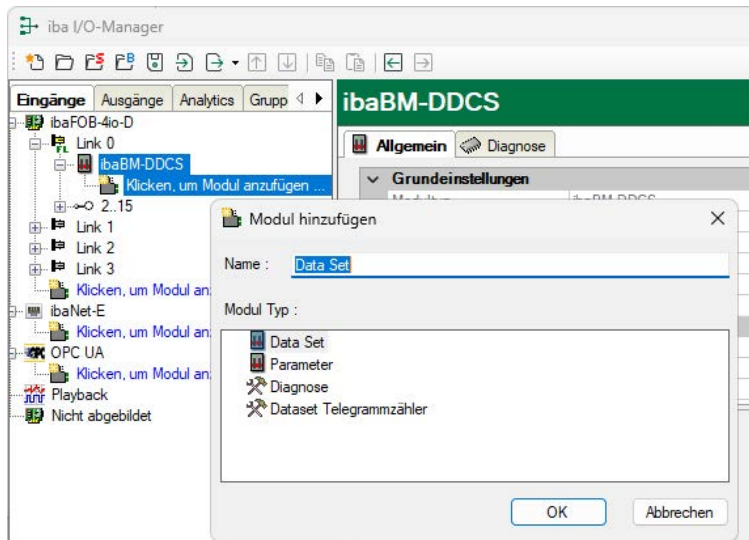 iba I/O-Manager
Eingänge Ausgänge Analytics Grupp
ibaBM-DDCS
ibaFOB-4io-D
Link 0
ibaBM-DDCS
Klicken, um Modul anzufügen ...
2..15
Link 1
Link 2
Link 3
Klicken, um Modul an
ibaNet-E
Klicken, um Modul an
OPC UA
Klicken, um Modul an
Playback
Nicht abgebildet
Allgemein Diagnose
Grundeinstellungen
Modul hinzufügen
Name : Data Set
Modul Typ :
Data Set
Parameter
Diagnose
Dataset Telegrammzähler
OK Abbrechen